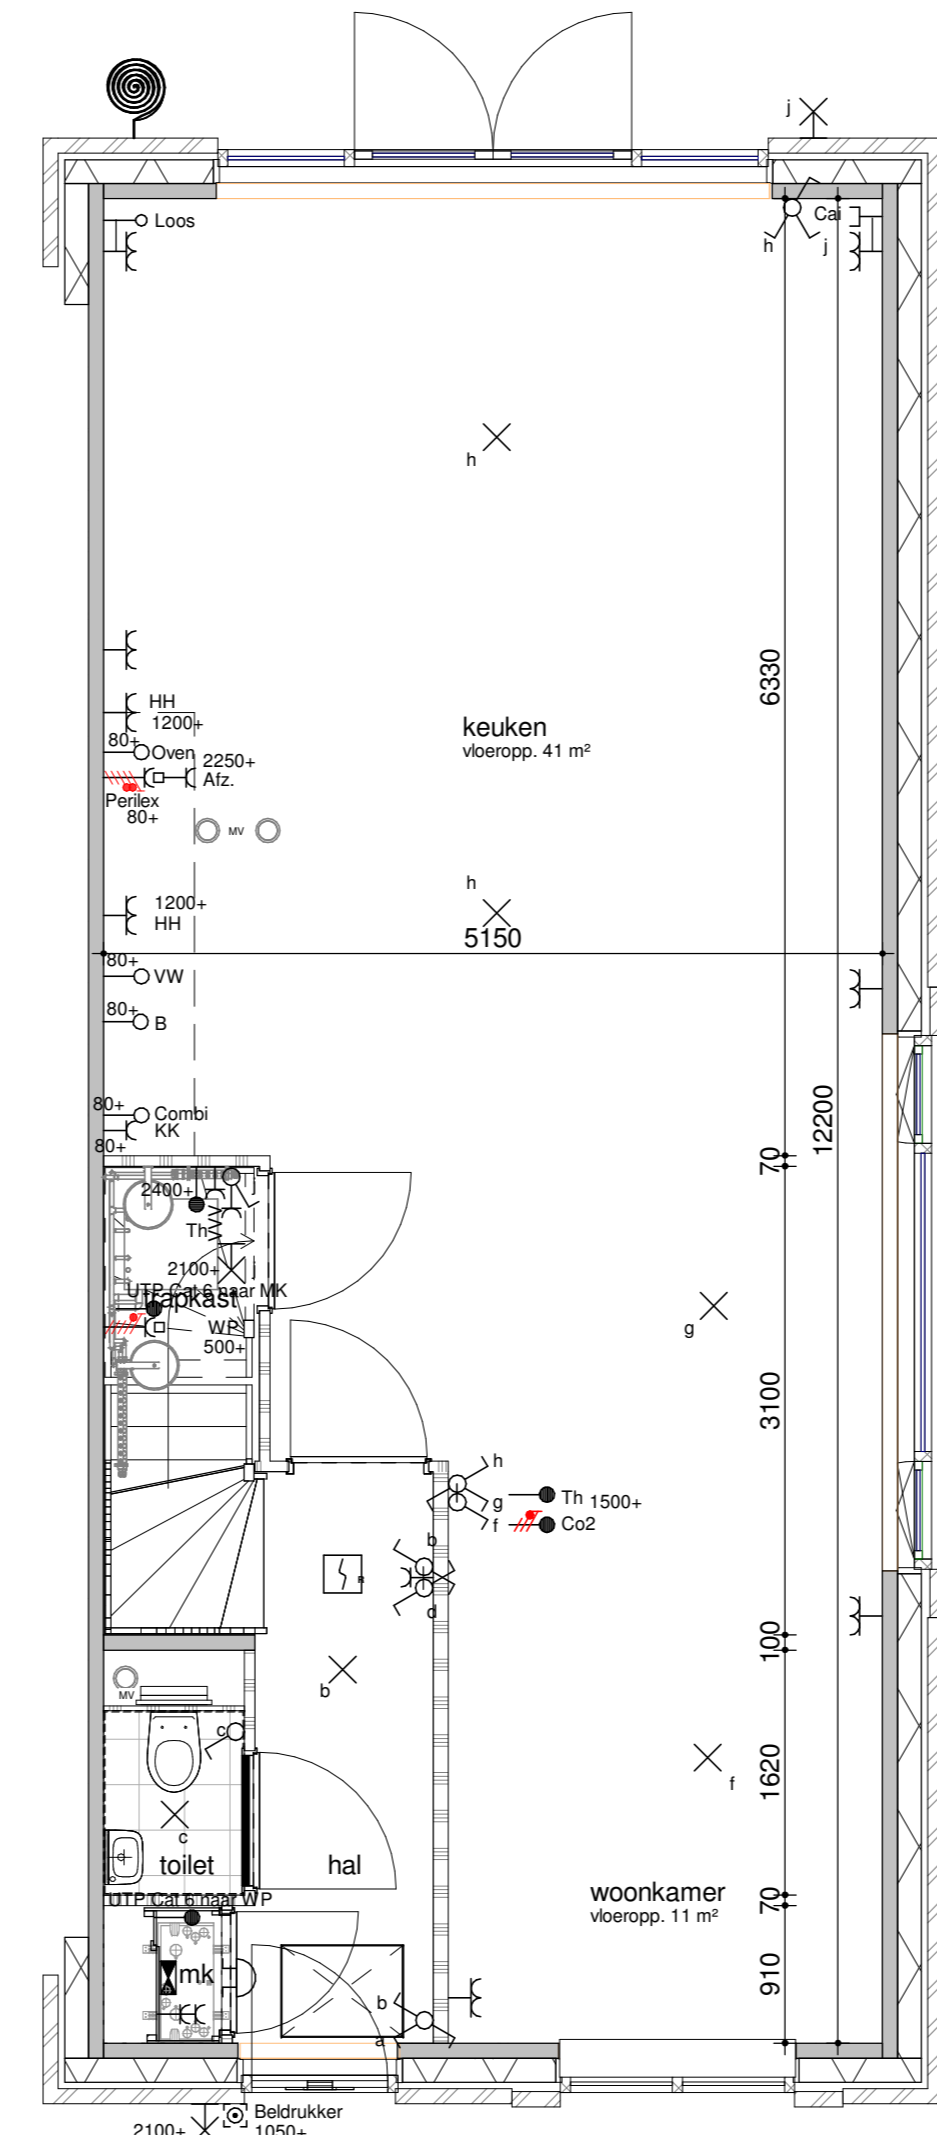 j
Loos
Cai
h
j
h
6330
HH
1200+
keuken
vloeropp. 41 m²
80+
Oven
2250+
Afz.
Perilex
80+
MV
h
1200+
HH
5150
80+
VW
80+
B
80+
Combi
KK
80+
12200
70
2400+
j
Th
2100+
j
UTP Cat 6 naar MK
trapkast
WP
500+
g
3100
h
g
f
Th 1500+
Co2
b
d
R
100
b
MV
c
1620
f
c
d
toilet
hal
woonkamer
vloeropp. 11 m²
70
UTP Cat 6 naar WP
mk
910
b
a
Beldrukker
2100+
1050+